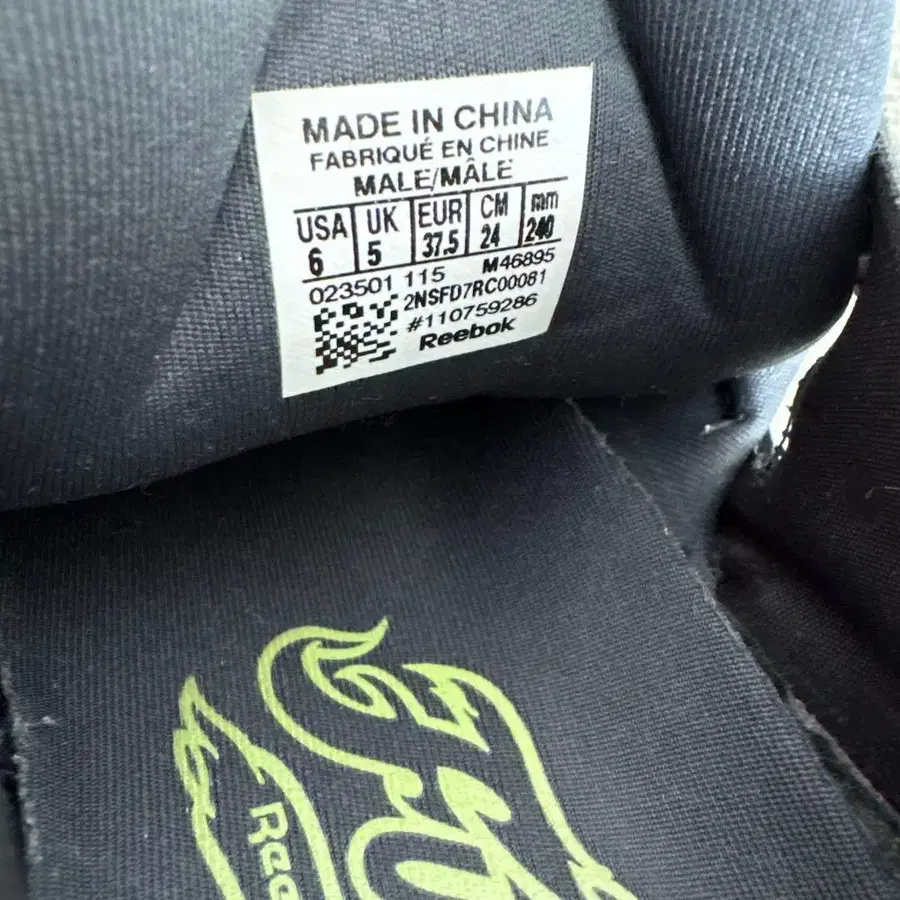 MADE IN CHINA
FABRIQUÉ EN CHINE
MALE/MÂLE
USA UK EUR CM mm
6 5 37.5 24 240
023501 115 M46895
2NSFD7RC00081
#110759286
Reebok